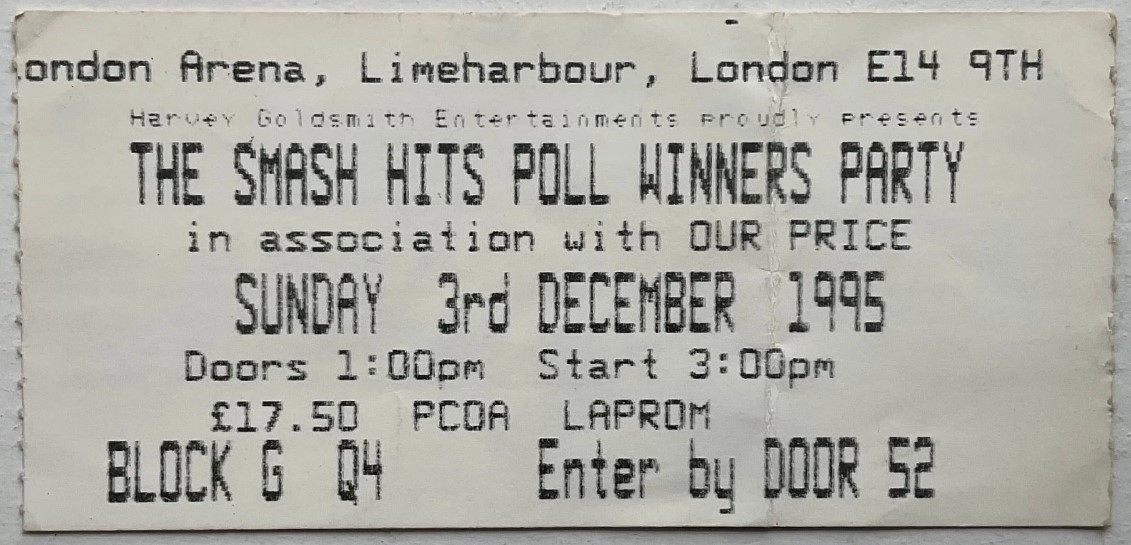 London Arena, Limeharbour, London E14 9TH
Harvey Goldsmith Entertainments proudly presents
THE SMASH HITS POLL WINNERS PARTY
in association with OUR PRICE
SUNDAY 3rd DECEMBER 1995
Doors 1:00pm Start 3:00pm
£17.50 PCOA LAPROM
BLOCK G Q4 Enter by DOOR S2